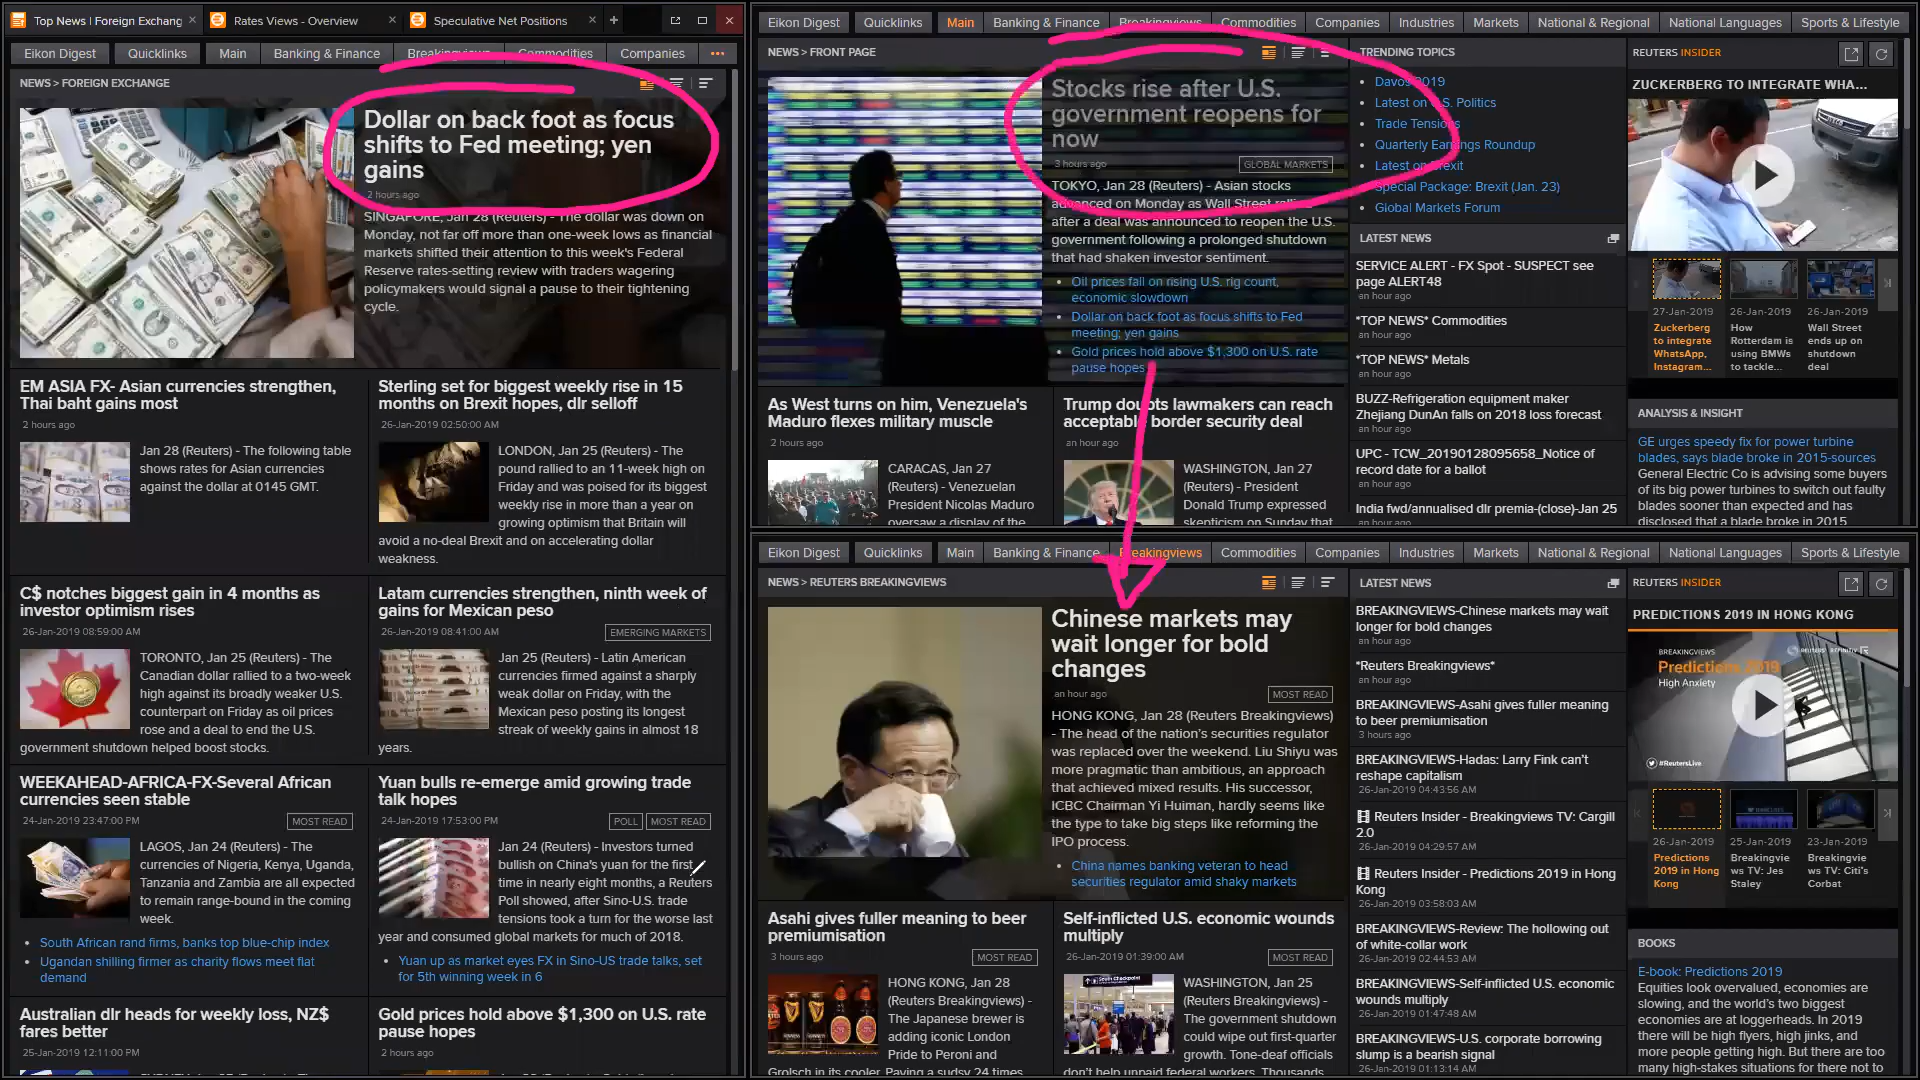 Top News | Foreign Exchang
Rates Views - Overview
Speculative Net Positions
Eikon Digest
Quicklinks
Main
Banking & Finance
Breakingviews
Commodities
Companies
NEWS > FOREIGN EXCHANGE
Dollar on back foot as focus
shifts to Fed meeting; yen
gains
2 hours ago
SINGAPORE, Jan 28 (Reuters) - The dollar was down on
Monday, not far off more than one-week lows as financial
markets shifted their attention to this week's Federal
Reserve rates-setting review with traders wagering
policymakers would signal a pause to their tightening
cycle.
EM ASIA FX- Asian currencies strengthen,
Thai baht gains most
2 hours ago
Jan 28 (Reuters) - The following table
shows rates for Asian currencies
against the dollar at 0145 GMT.
Sterling set for biggest weekly rise in 15
months on Brexit hopes, dlr selloff
26-Jan-2019 02:50:00 AM
LONDON, Jan 25 (Reuters) - The
pound rallied to an 11-week high on
Friday and was poised for its biggest
weekly rise in more than a year on
growing optimism that Britain will
avoid a no-deal Brexit and on accelerating dollar
weakness.
C$ notches biggest gain in 4 months as
investor optimism rises
26-Jan-2019 08:59:00 AM
TORONTO, Jan 25 (Reuters) - The
Canadian dollar rallied to a two-week
high against its broadly weaker U.S.
counterpart on Friday as oil prices
rose and a deal to end the U.S.
government shutdown helped boost stocks.
Latam currencies strengthen, ninth week of
gains for Mexican peso
26-Jan-2019 08:41:00 AM
EMERGING MARKETS
Jan 25 (Reuters) - Latin American
currencies firmed against a sharply
weak dollar on Friday, with the
Mexican peso posting its longest
streak of weekly gains in almost 18
years.
WEEKAHEAD-AFRICA-FX-Several African
currencies seen stable
24-Jan-2019 23:47:00 PM
MOST READ
LAGOS, Jan 24 (Reuters) - The
currencies of Nigeria, Kenya, Uganda,
Tanzania and Zambia are all expected
to remain range-bound in the coming
week.
South African rand firms, banks top blue-chip index
Ugandan shilling firmer as charity flows meet flat
demand
Yuan bulls re-emerge amid growing trade
talk hopes
24-Jan-2019 17:53:00 PM
POLL
MOST READ
Jan 24 (Reuters) - Investors turned
bullish on China's yuan for the first
time in nearly eight months, a Reuters
Poll showed, after Sino-U.S. trade
tensions took a turn for the worse last
year and consumed global markets for much of 2018.
Yuan up as market eyes FX in Sino-US trade talks, set
for 5th winning week in 6
Australian dlr heads for weekly loss, NZ$
fares better
25-Jan-2019 12:11:00 PM
Gold prices hold above $1,300 on U.S. rate
pause hopes
2 hours ago
Eikon Digest
Quicklinks
Main
Banking & Finance
Breakingviews
Commodities
Companies
Industries
Markets
National & Regional
National Languages
Sports & Lifestyle
NEWS > FRONT PAGE
Stocks rise after U.S.
government reopens for
now
3 hours ago
GLOBAL MARKETS
TOKYO, Jan 28 (Reuters) - Asian stocks
advanced on Monday as Wall Street
after a deal was announced to reopen the U.S.
government following a prolonged shutdown
that had shaken investor sentiment.
Oil prices fall on rising U.S. rig count,
economic slowdown
Dollar on back foot as focus shifts to Fed
meeting; yen gains
Gold prices hold above $1,300 on U.S. rate
pause hopes
As West turns on him, Venezuela's
Maduro flexes military muscle
2 hours ago
CARACAS, Jan 27
(Reuters) - Venezuelan
President Nicolas Maduro
oversaw a display of the
Trump doubts lawmakers can reach
acceptable border security deal
an hour ago
WASHINGTON, Jan 27
(Reuters) - President
Donald Trump expressed
skepticism on Sunday that
TRENDING TOPICS
Davos 2019
Latest on U.S. Politics
Trade Tensions
Quarterly Earnings Roundup
Latest on Brexit
Special Package: Brexit (Jan. 23)
Global Markets Forum
LATEST NEWS
SERVICE ALERT - FX Spot - SUSPECT see
page ALERT48
an hour ago
*TOP NEWS* Commodities
an hour ago
*TOP NEWS* Metals
an hour ago
BUZZ-Refrigeration equipment maker
Zhejiang DunAn falls on 2018 loss forecast
an hour ago
UPC - TCW_20190128095658_Notice of
record date for a ballot
an hour ago
India fwd/annualised dlr premia-(close)-Jan 25
an hour ago
REUTERS INSIDER
ZUCKERBERG TO INTEGRATE WHA...
27-Jan-2019
Zuckerberg
to integrate
WhatsApp,
Instagram...
26-Jan-2019
How
Rotterdam is
using BMWs
to tackle...
26-Jan-2019
Wall Street
ends up on
shutdown
deal
ANALYSIS & INSIGHT
GE urges speedy fix for power turbine
blades, says blade broke in 2015-sources
General Electric Co is advising some buyers
of its big power turbines to switch out faulty
blades sooner than expected and has
disclosed that a blade broke in 2015
Eikon Digest
Quicklinks
Main
Banking & Finance
Breakingviews
Commodities
Companies
Industries
Markets
National & Regional
National Languages
Sports & Lifestyle
NEWS > REUTERS BREAKINGVIEWS
Chinese markets may
wait longer for bold
changes
an hour ago
MOST READ
HONG KONG, Jan 28 (Reuters Breakingviews)
- The head of the nation's securities regulator
was replaced over the weekend. Liu Shiyu was
more pragmatic than ambitious, an approach
that achieved mixed results. His successor,
ICBC Chairman Yi Huiman, hardly seems like
the type to take big steps like reforming the
IPO process.
China names banking veteran to head
securities regulator amid shaky markets
Asahi gives fuller meaning to beer
premiumisation
3 hours ago
MOST READ
HONG KONG, Jan 28
(Reuters Breakingviews) -
The Japanese brewer is
adding iconic London
Pride to Peroni and
Grolsch in its cooler. Paying a sudsy 24 times
Self-inflicted U.S. economic wounds
multiply
26-Jan-2019 01:39:00 AM
MOST READ
WASHINGTON, Jan 25
(Reuters Breakingviews) -
The government shutdown
could wipe out first-quarter
growth. Tone-deaf officials
don't help unpaid federal workers. Thousands
LATEST NEWS
BREAKINGVIEWS-Chinese markets may wait
longer for bold changes
an hour ago
*Reuters Breakingviews*
an hour ago
BREAKINGVIEWS-Asahi gives fuller meaning
to beer premiumisation
3 hours ago
BREAKINGVIEWS-Hadas: Larry Fink can't
reshape capitalism
26-Jan-2019 04:43:56 AM
Reuters Insider - Breakingviews TV: Cargill
2.0
26-Jan-2019 04:29:57 AM
Reuters Insider - Predictions 2019 in Hong
Kong
26-Jan-2019 03:58:03 AM
BREAKINGVIEWS-Review: The hollowing out
of white-collar work
26-Jan-2019 02:44:53 AM
BREAKINGVIEWS-Self-inflicted U.S. economic
wounds multiply
26-Jan-2019 01:47:48 AM
BREAKINGVIEWS-U.S. corporate borrowing
slump is a bearish signal
26-Jan-2019 01:13:14 AM
REUTERS INSIDER
PREDICTIONS 2019 IN HONG KONG
BREAKINGVIEWS
Predictions 2019
High Anxiety
#ReutersLive
26-Jan-2019
Predictions
2019 in Hong
Kong
25-Jan-2019
Breakingvie
ws TV: Jes
Staley
23-Jan-2019
Breakingvie
ws TV: Citi's
Corbat
BOOKS
E-book: Predictions 2019
Equities look overvalued, economies are
slowing, and the world's two biggest
economies are at loggerheads. In 2019
there will be high flyers, high jinks, and
more people getting high. But there are too
many high-stakes situations for there not to